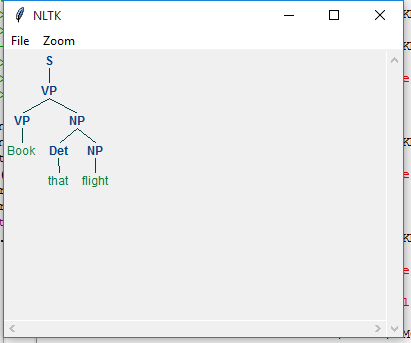 NLTK
File Zoom
S
VP
VP NP
Book Det NP
that flight